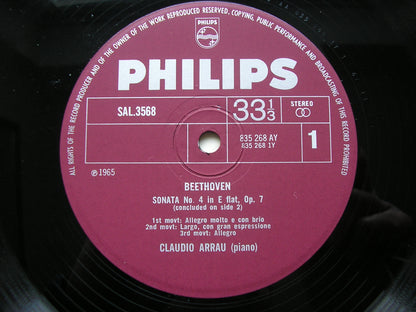 ALL RIGHTS OF THE RECORD PRODUCER AND OF THE OWNER OF THE WORK REPRODUCED RESERVED, COPYING, PUBLIC PERFORMANCE AND BROADCASTING OF THIS RECORD PROHIBITED
PHILIPS
PHILIPS
SAL.3568
33 1/3
STEREO
835 268 AY
835 268 1Y
1
℗ 1965
BEETHOVEN
SONATA No. 4 in E flat, Op. 7
(concluded on side 2)
1st movt: Allegro molto e con brio
2nd movt: Largo, con gran espressione
3rd movt: Allegro
CLAUDIO ARRAU (piano)